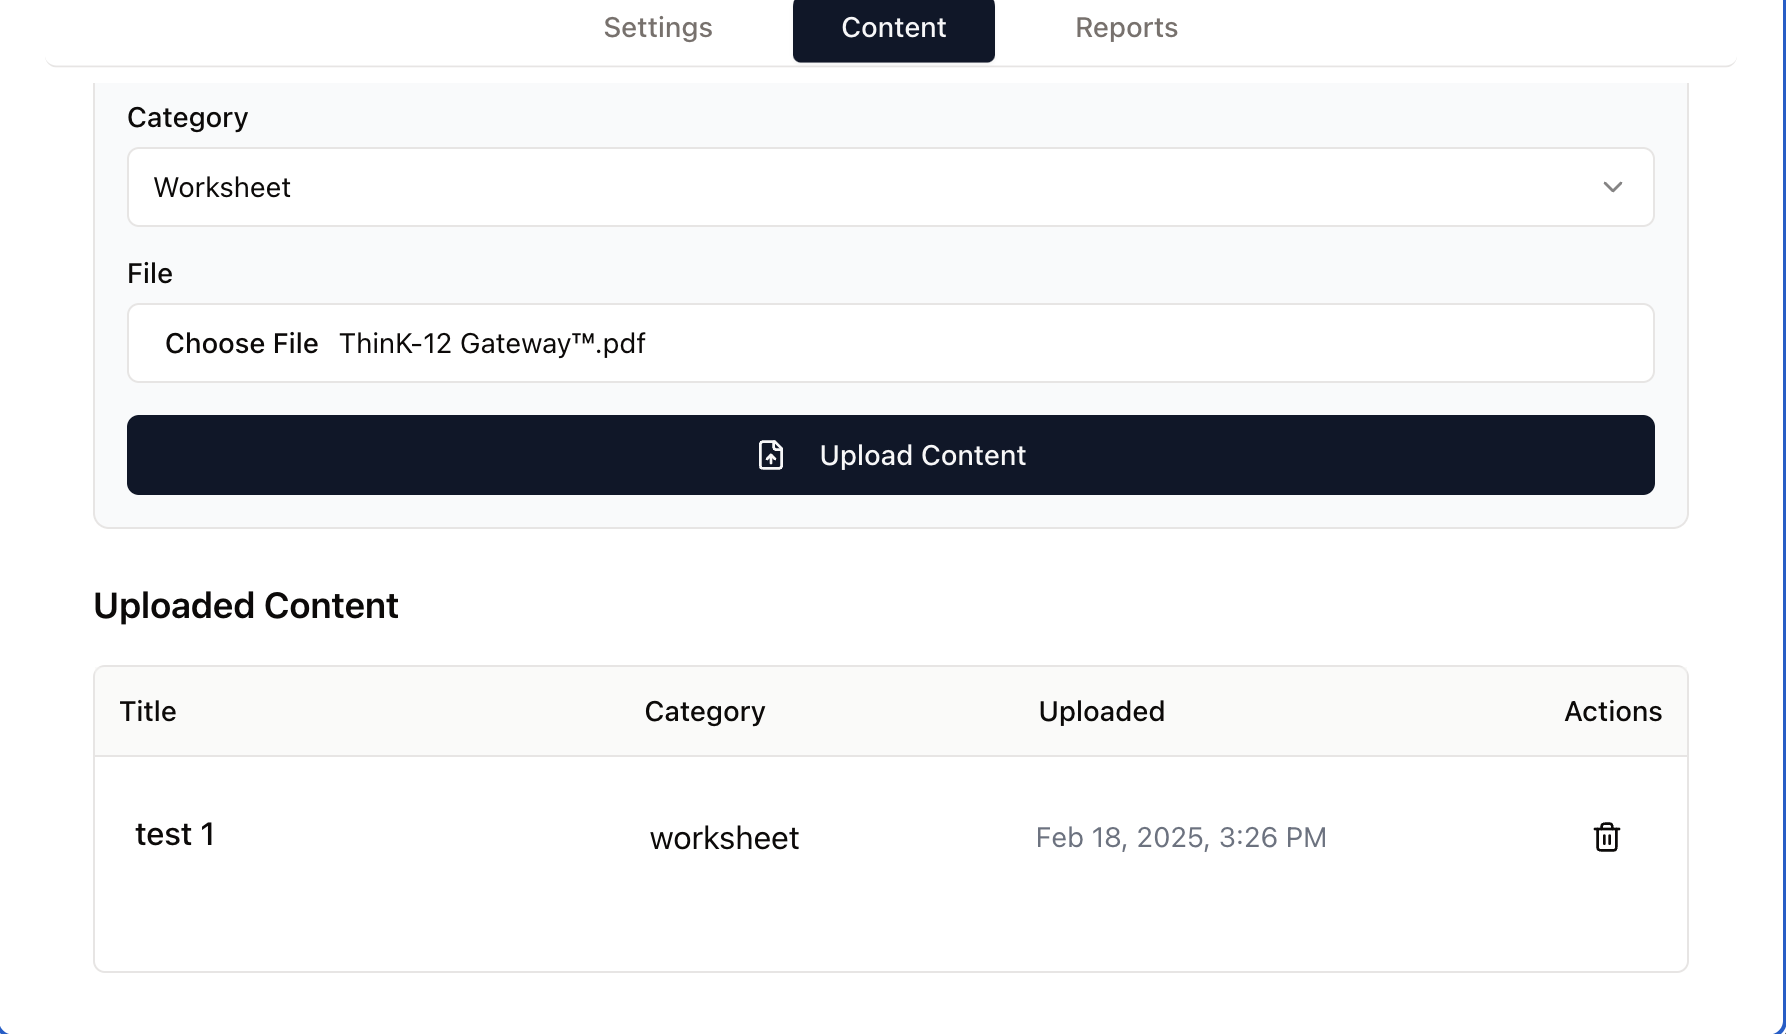 Settings Content Reports
Category
Worksheet
File
Choose File ThinK-12 Gateway™.pdf
Upload Content
Uploaded Content
Title Category Uploaded Actions
test 1 worksheet Feb 18, 2025, 3:26 PM